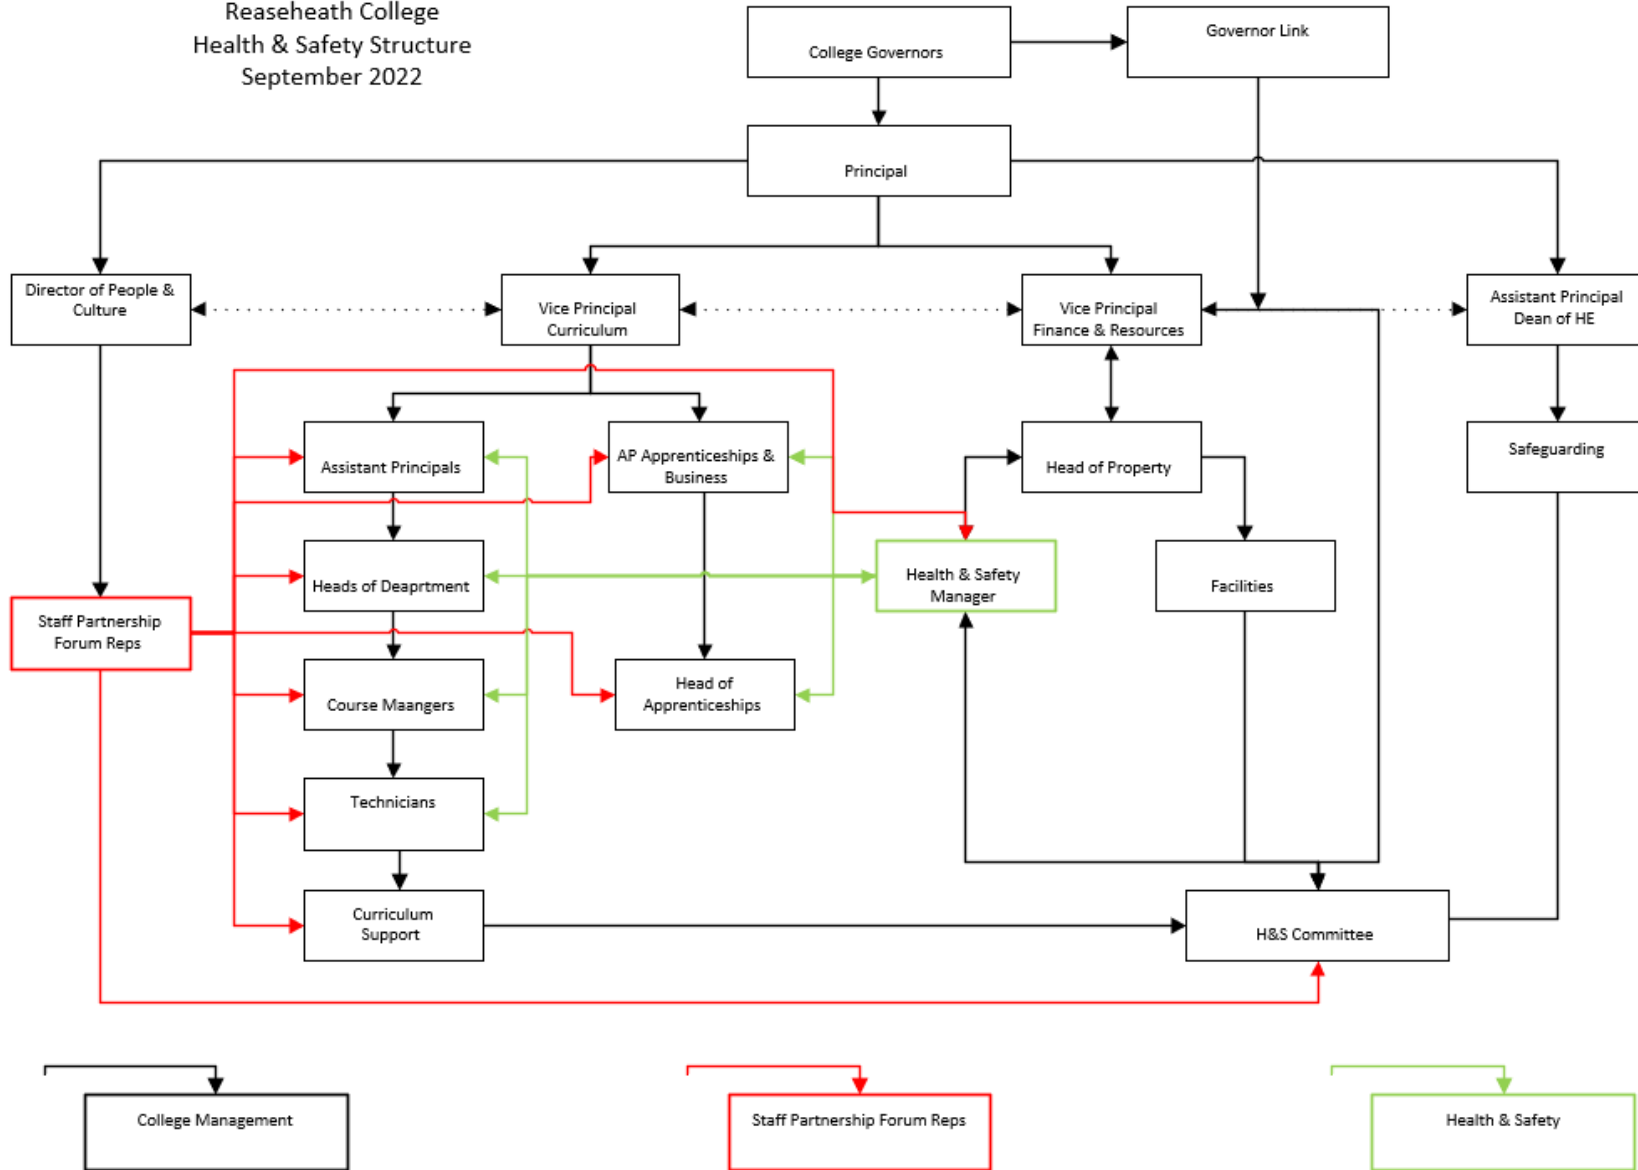 Reaseheath College
Health & Safety Structure
September 2022
College Governors
Governor Link
Principal
Director of People &
Culture
Vice Principal
Curriculum
Vice Principal
Finance & Resources
Assistant Principal
Dean of HE
Assistant Principals
AP Apprenticeships &
Business
Head of Property
Safeguarding
Heads of Deaprtment
Health & Safety
Manager
Facilities
Staff Partnership
Forum Reps
Course Maangers
Head of
Apprenticeships
Technicians
Curriculum
Support
H&S Committee
College Management
Staff Partnership Forum Reps
Health & Safety